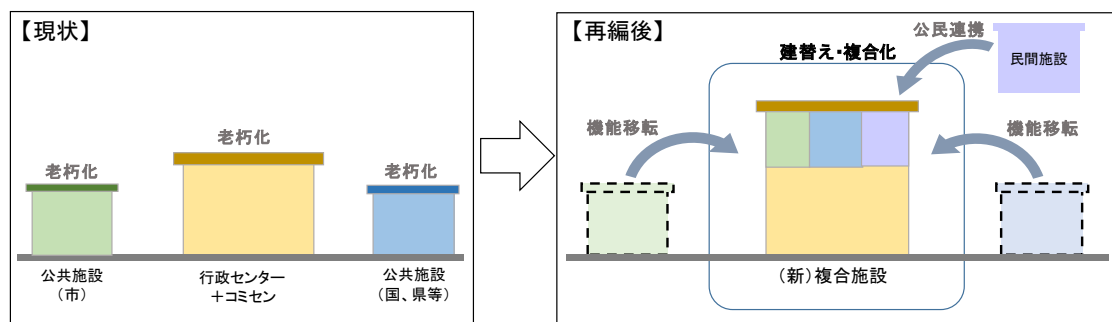 【現状】
老朽化
老朽化
老朽化
公共施設
（市）
行政センター
＋コミセン
公共施設
（国、県等）
【再編後】
公民連携
民間施設
建替え・複合化
機能移転
機能移転
（新）複合施設